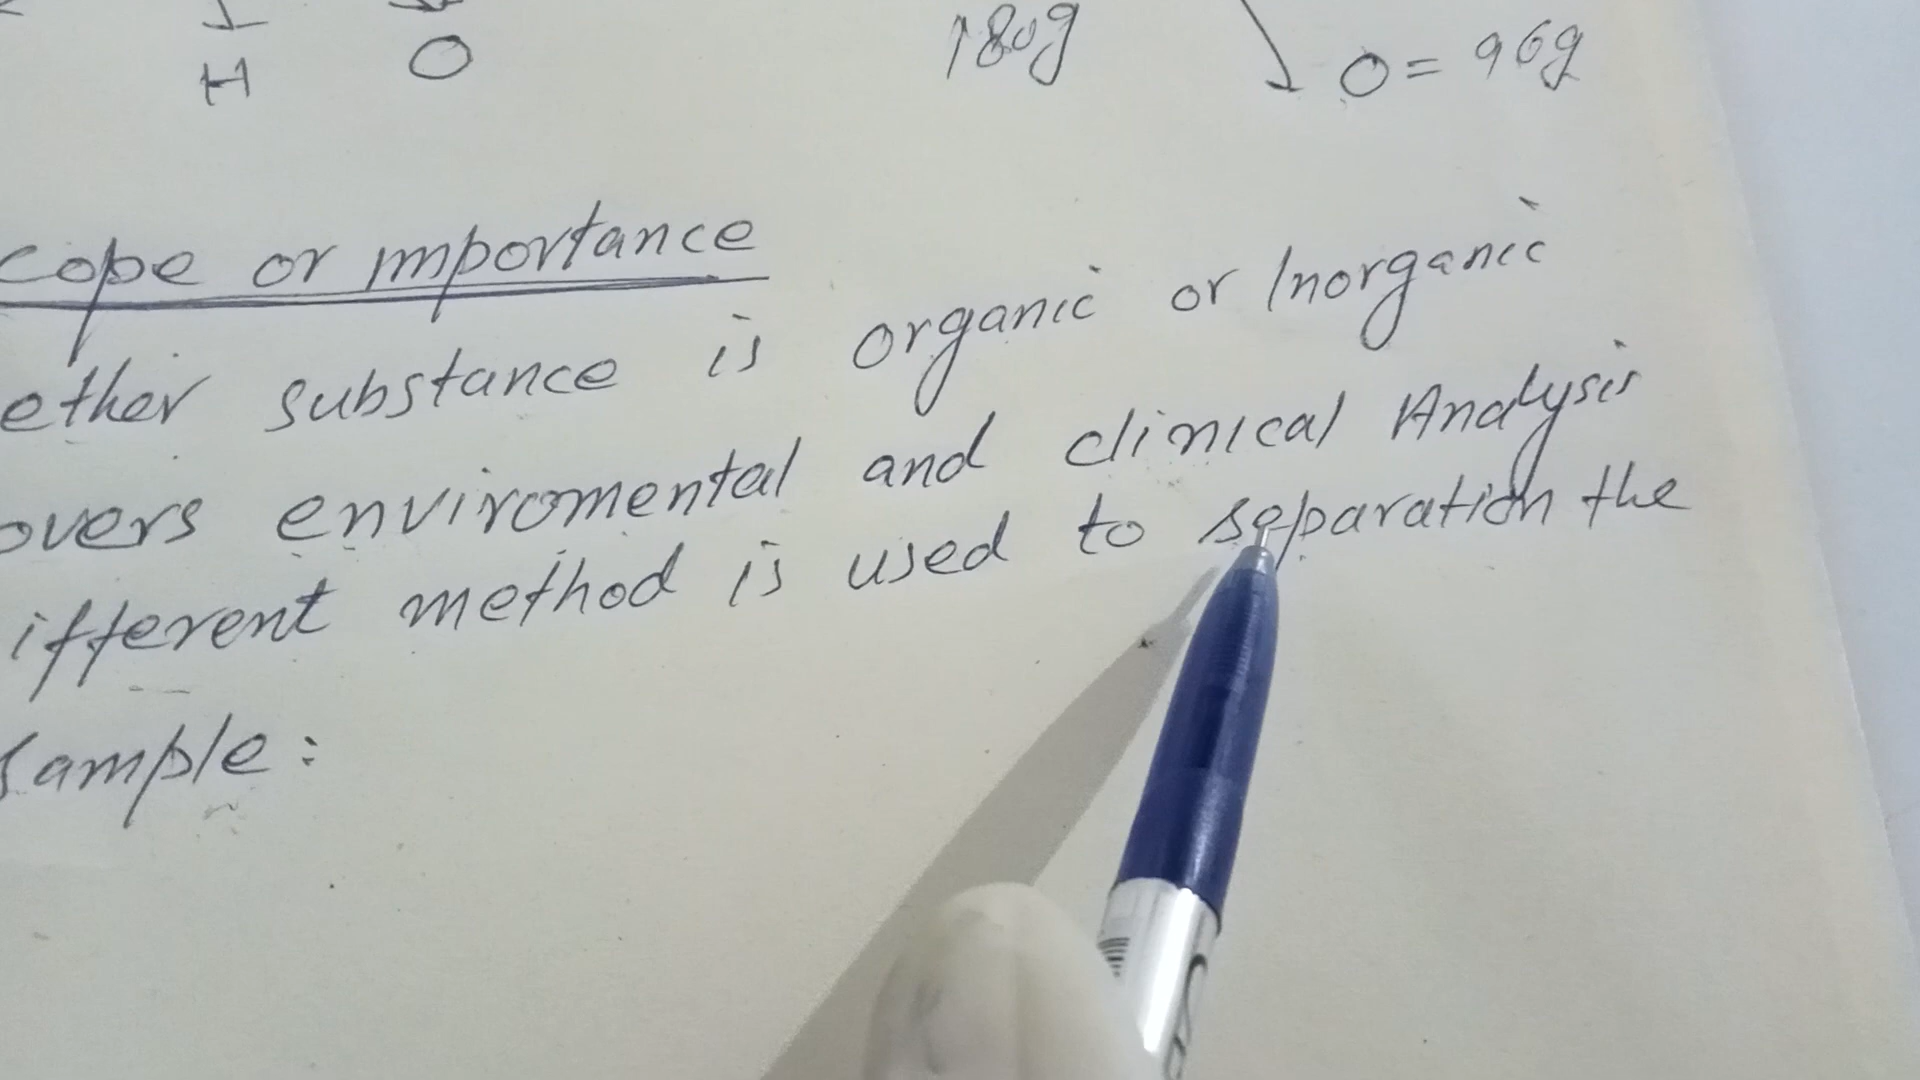 H O 180g O = 96g
cope or mportance
ether substance is organic or Inorganic
overs enviromental and clinical Analysis
ifferent method is used to separation the
sample: